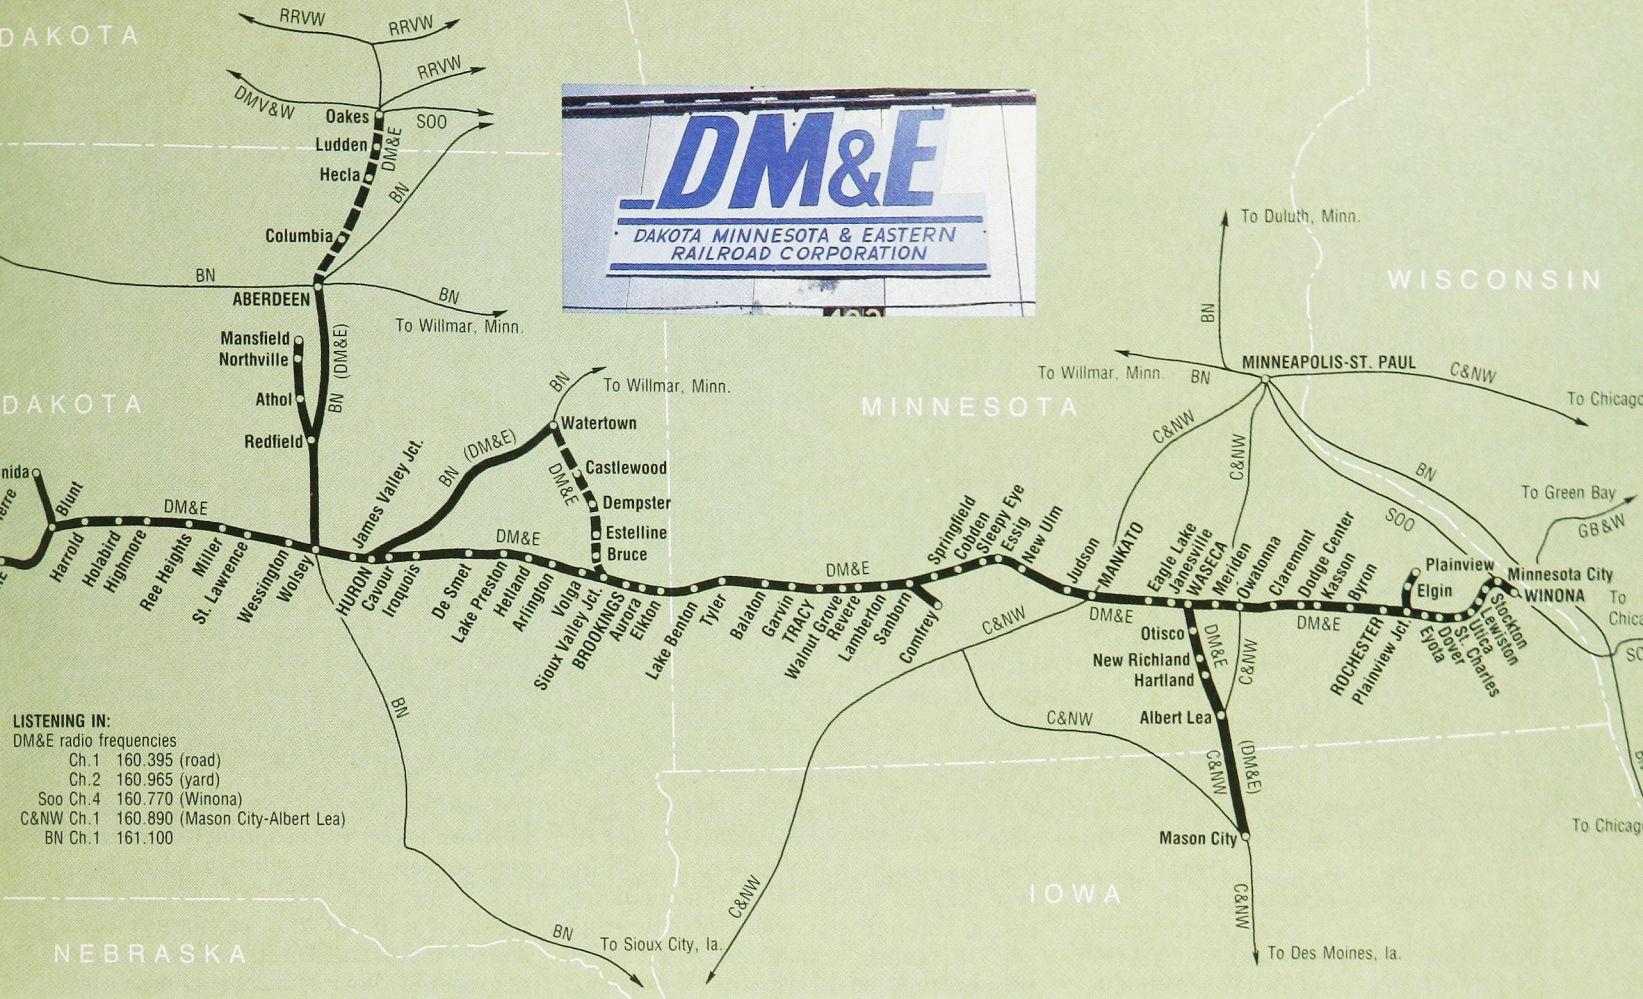 DAKOTA
RRVW
RRVW
RRVW
DMV&W
Oakes
SOO
Ludden
DM&E
Hecla
BN
Columbia
BN
ABERDEEN
BN
To Willmar, Minn.
Mansfield
Northville
BN (DM&E)
Athol
Redfield
DM&E
DAKOTA MINNESOTA & EASTERN
RAILROAD CORPORATION
To Duluth, Minn.
WISCONSIN
BN
MINNEAPOLIS-ST. PAUL
To Willmar, Minn.
BN
C&NW
To Chicago
C&NW
C&NW
BN
SOO
To Green Bay
GB&W
DAKOTA
MINNESOTA
BN
To Willmar, Minn.
Watertown
BN (DM&E)
Castlewood
DM&E
Dempster
Estelline
Bruce
nida
ierre
Blunt
DM&E
Harrold
Holabird
Highmore
Ree Heights
Miller
St. Lawrence
Wessington
Wolsey
HURON
James Valley Jct.
Cavour
Iroquois
DM&E
De Smet
Lake Preston
Hetland
Arlington
Volga
Sioux Valley Jct.
BROOKINGS
Aurora
Elkton
Lake Benton
Tyler
Balaton
Garvin
TRACY
DM&E
Walnut Grove
Revere
Lamberton
Sanborn
Comfrey
Springfield
Cobden
Sleepy Eye
Essig
New Ulm
Judson
MANKATO
DM&E
Eagle Lake
Janesville
WASECA
Meriden
Owatonna
Claremont
Dodge Center
Kasson
Byron
DM&E
ROCHESTER
Plainview Jct.
Plainview
Elgin
Eyota
Dover
St. Charles
Utica
Lewiston
Stockton
Minnesota City
WINONA
To
Chica
SO
C&NW
Otisco
DM&E
New Richland
Hartland
C&NW
Albert Lea
C&NW
C&NW
(DM&E)
Mason City
C&NW
To Des Moines, Ia.
BN
To Chicago
BN
LISTENING IN:
DM&E radio frequencies
Ch.1 160.395 (road)
Ch.2 160.965 (yard)
Soo Ch.4 160.770 (Winona)
C&NW Ch.1 160.890 (Mason City-Albert Lea)
BN Ch.1 161.100
C&NW
IOWA
NEBRASKA
BN
To Sioux City, Ia.